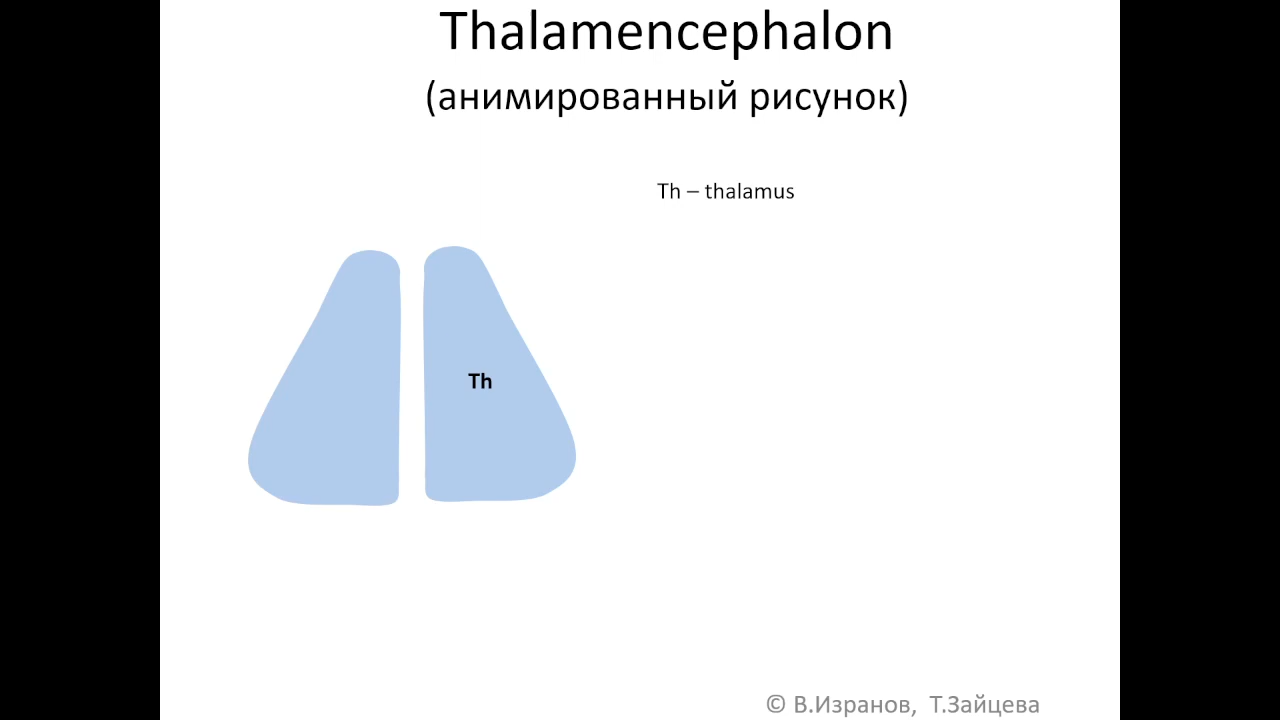 Thalamencephalon
(анимированный рисунок)
Th – thalamus
Th
© В.Изранов,  Т.Зайцева